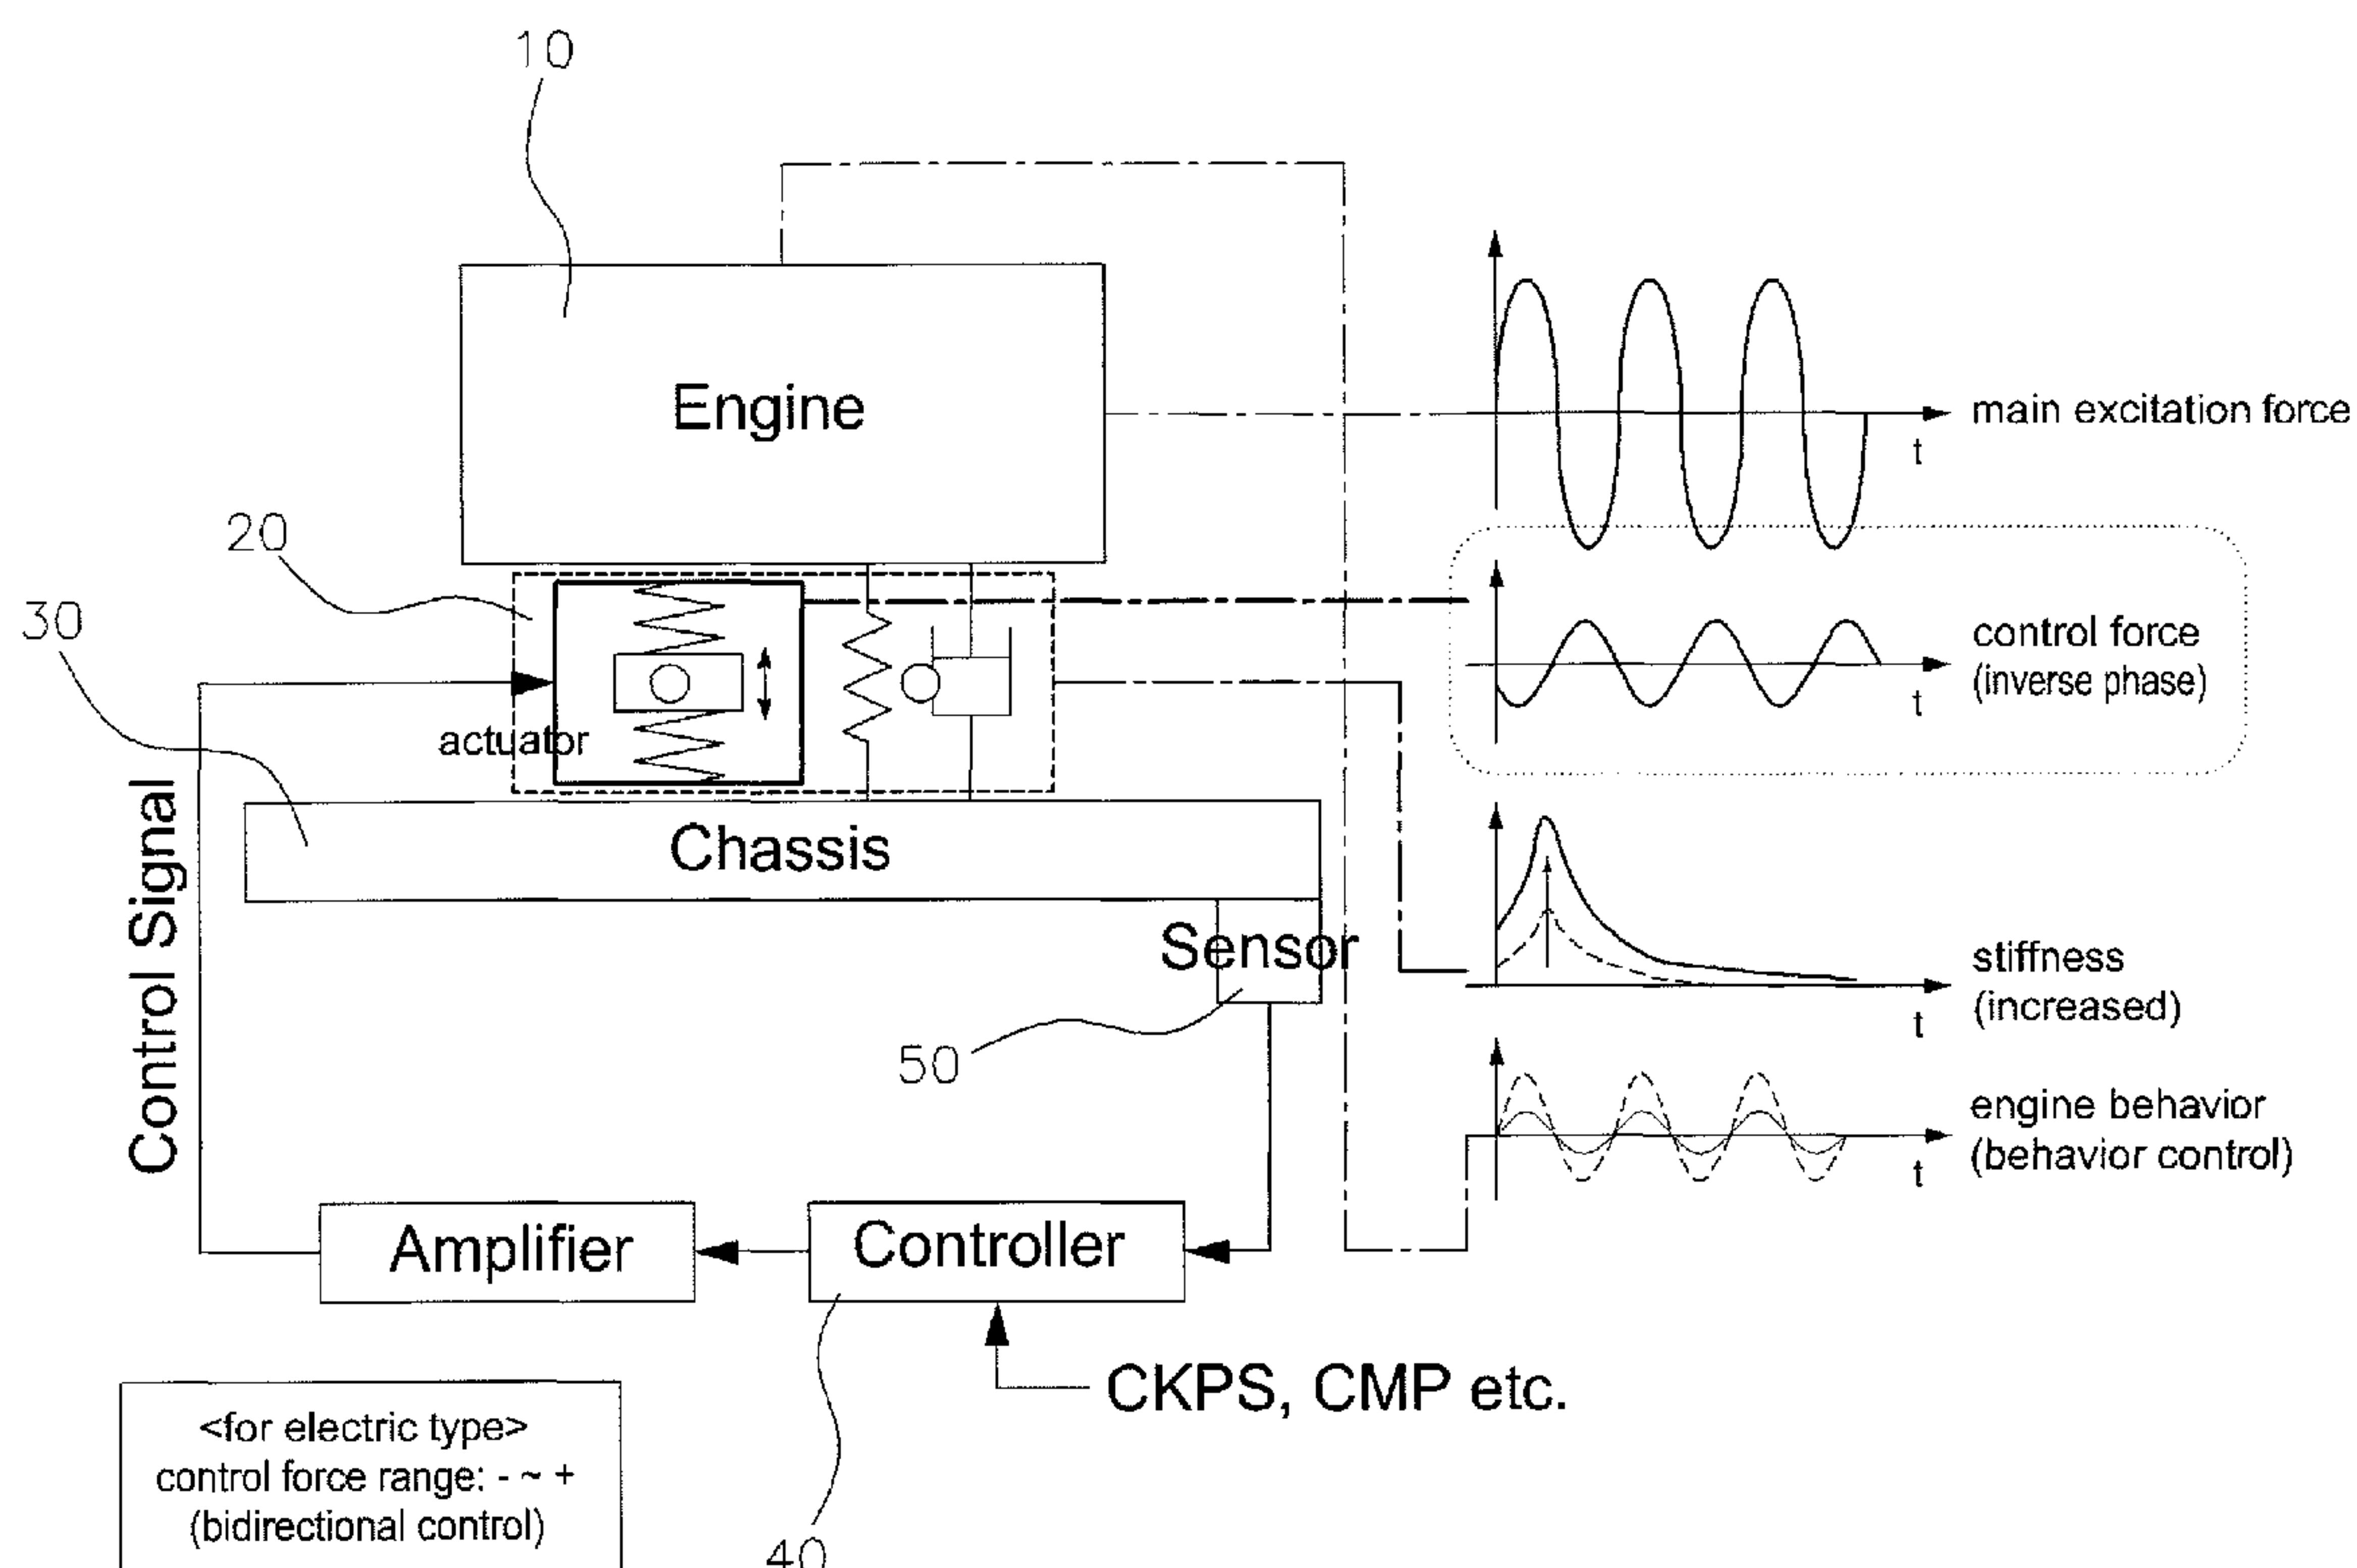 10
Engine
main excitation force
t
20
30
control force
(inverse phase)
t
actuator
Control Signal
Chassis
Sensor
stiffness
(increased)
t
50
engine behavior
(behavior control)
t
Amplifier
Controller
CKPS, CMP etc.
<for electric type>
control force range: - ~ +
(bidirectional control)
40